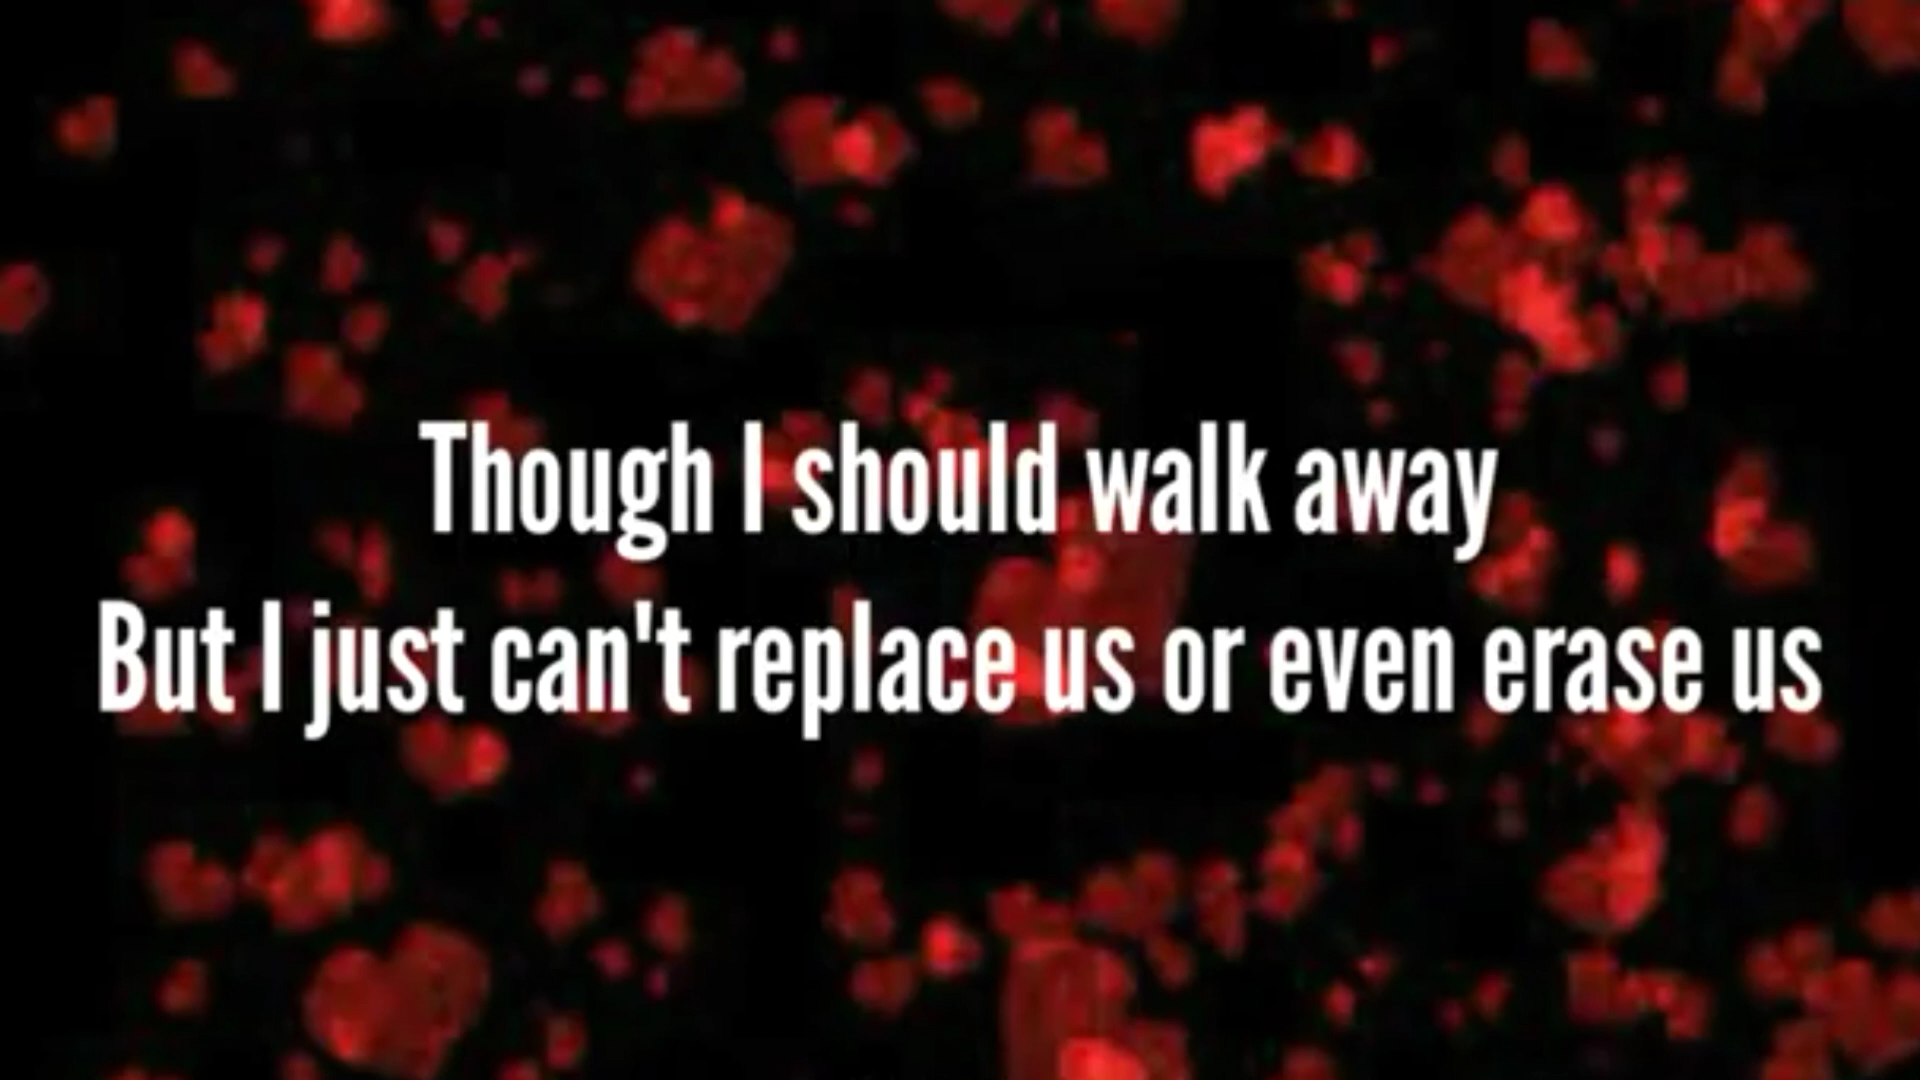 Though I should walk away
But I just can't replace us or even erase us